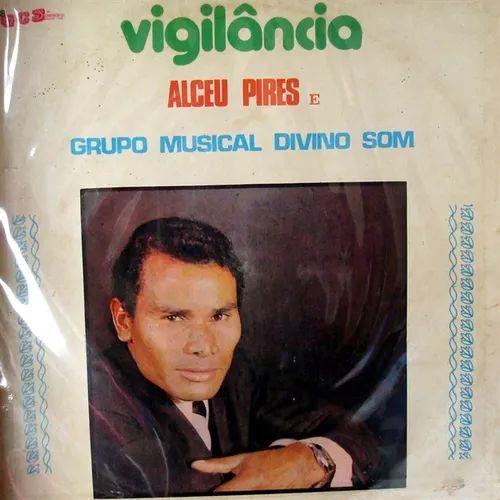 vigilância
ALCEU PIRES E
GRUPO MUSICAL DIVINO SOM